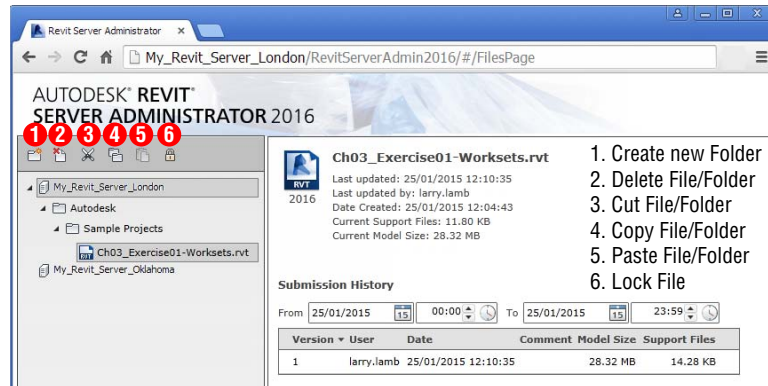 Revit Server Administrator
My_Revit_Server_London/RevitServerAdmin2016/#/FilesPage
AUTODESK® REVIT®
SERVER ADMINISTRATOR 2016
1 2 3 4 5 6
My_Revit_Server_London
Autodesk
Sample Projects
Ch03_Exercise01-Worksets.rvt
My_Revit_Server_Oklahoma
RVT
2016
Ch03_Exercise01-Worksets.rvt
Last updated: 25/01/2015 12:10:35
Last updated by: larry.lamb
Date Created: 25/01/2015 12:04:43
Current Support Files: 11.80 KB
Current Model Size: 28.32 MB
1. Create new Folder
2. Delete File/Folder
3. Cut File/Folder
4. Copy File/Folder
5. Paste File/Folder
6. Lock File
Submission History
From 25/01/2015 15 00:00 To 25/01/2015 15 23:59
Version User Date Comment Model Size Support Files
1 larry.lamb 25/01/2015 12:10:35 28.32 MB 14.28 KB